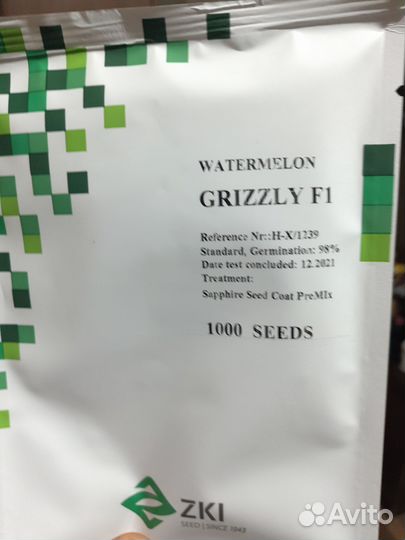 WATERMELON
GRIZZLY F1
Reference Nr::H-X/1239
Standard, Germination: 98%
Date test concluded: 12.2021
Treatment:
Sapphire Seed Coat PreMIx
1000 SEEDS
ZKI
SEED | SINCE 1943
Avito